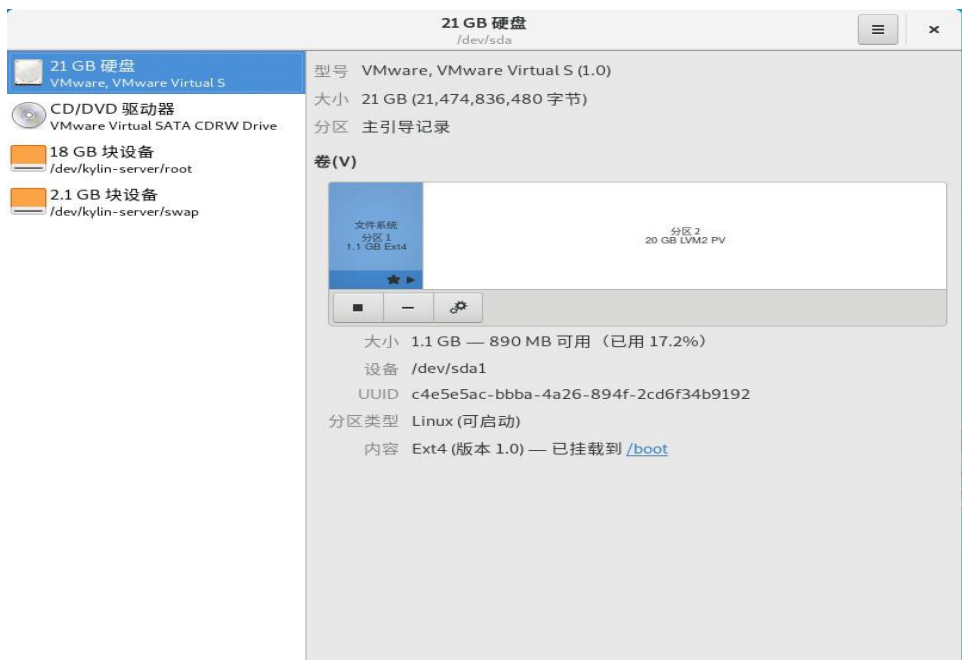 21 GB 硬盘
/dev/sda
21 GB 硬盘
VMware, VMware Virtual S
CD/DVD 驱动器
VMware Virtual SATA CDRW Drive
18 GB 块设备
/dev/kylin-server/root
2.1 GB 块设备
/dev/kylin-server/swap
型号 VMware, VMware Virtual S (1.0)
大小 21 GB (21,474,836,480 字节)
分区 主引导记录
卷(V)
文件系统
分区 1
1.1 GB Ext4
分区 2
20 GB LVM2 PV
大小 1.1 GB — 890 MB 可用（已用 17.2%）
设备 /dev/sda1
UUID c4e5e5ac-bbba-4a26-894f-2cd6f34b9192
分区类型 Linux (可启动)
内容 Ext4 (版本 1.0) — 已挂载到 /boot